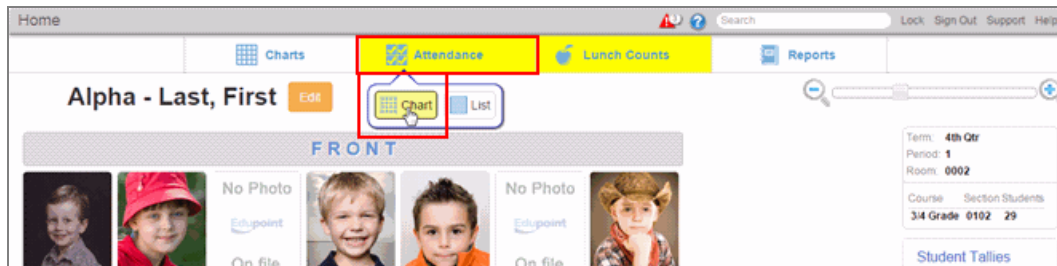 Home
Search
Lock Sign Out Support Help
Charts
Attendance
Lunch Counts
Reports
Alpha - Last, First
Edit
Chart
List
FRONT
Term: 4th Qtr
Period: 1
Room: 0002
Course Section Students
3/4 Grade 0102 29
Student Tallies
No Photo
Edupoint
On file
No Photo
Edupoint
On file